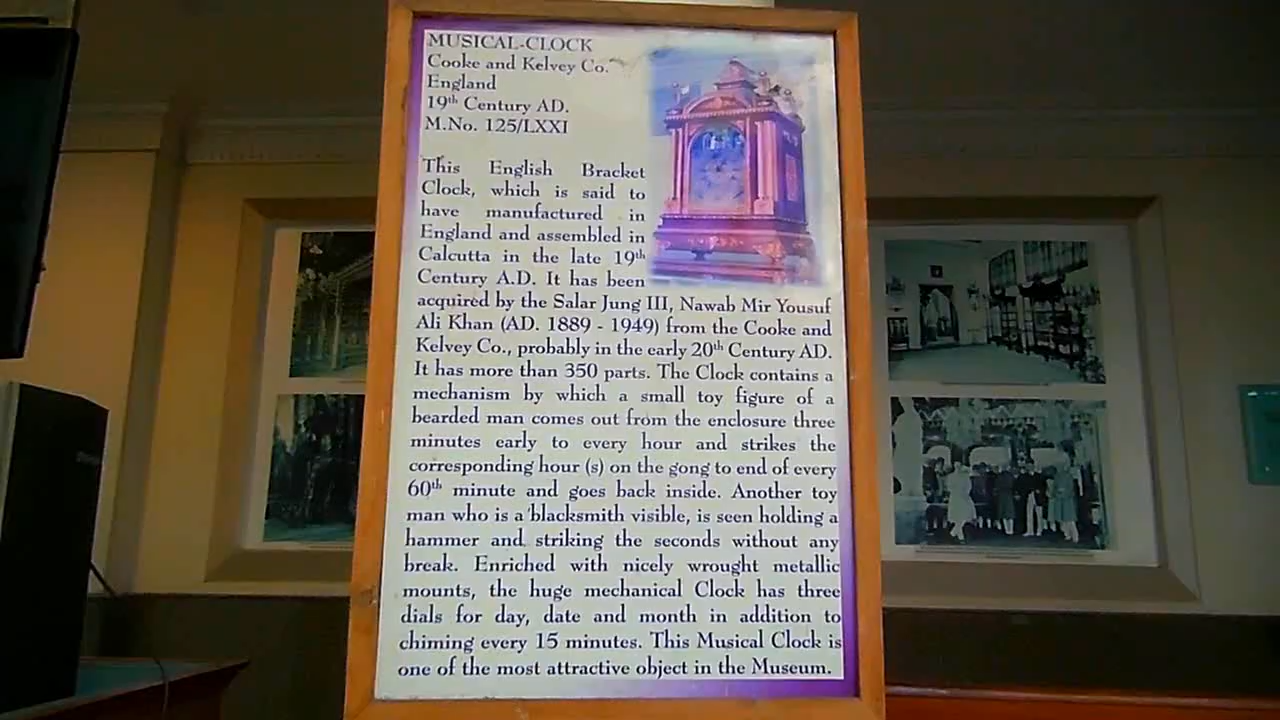 MUSICAL-CLOCK
Cooke and Kelvey Co.
England
19th Century AD.
M.No. 125/LXXI
This English Bracket
Clock, which is said to
have manufactured in
England and assembled in
Calcutta in the late 19th
Century A.D. It has been
acquired by the Salar Jung III, Nawab Mir Yousuf
Ali Khan (AD. 1889 - 1949) from the Cooke and
Kelvey Co., probably in the early 20th Century AD.
It has more than 350 parts. The Clock contains a
mechanism by which a small toy figure of a
bearded man comes out from the enclosure three
minutes early to every hour and strikes the
corresponding hour (s) on the gong to end of every
60th minute and goes back inside. Another toy
man who is a blacksmith visible, is seen holding a
hammer and striking the seconds without any
break. Enriched with nicely wrought metallic
mounts, the huge mechanical Clock has three
dials for day, date and month in addition to
chiming every 15 minutes. This Musical Clock is
one of the most attractive object in the Museum.